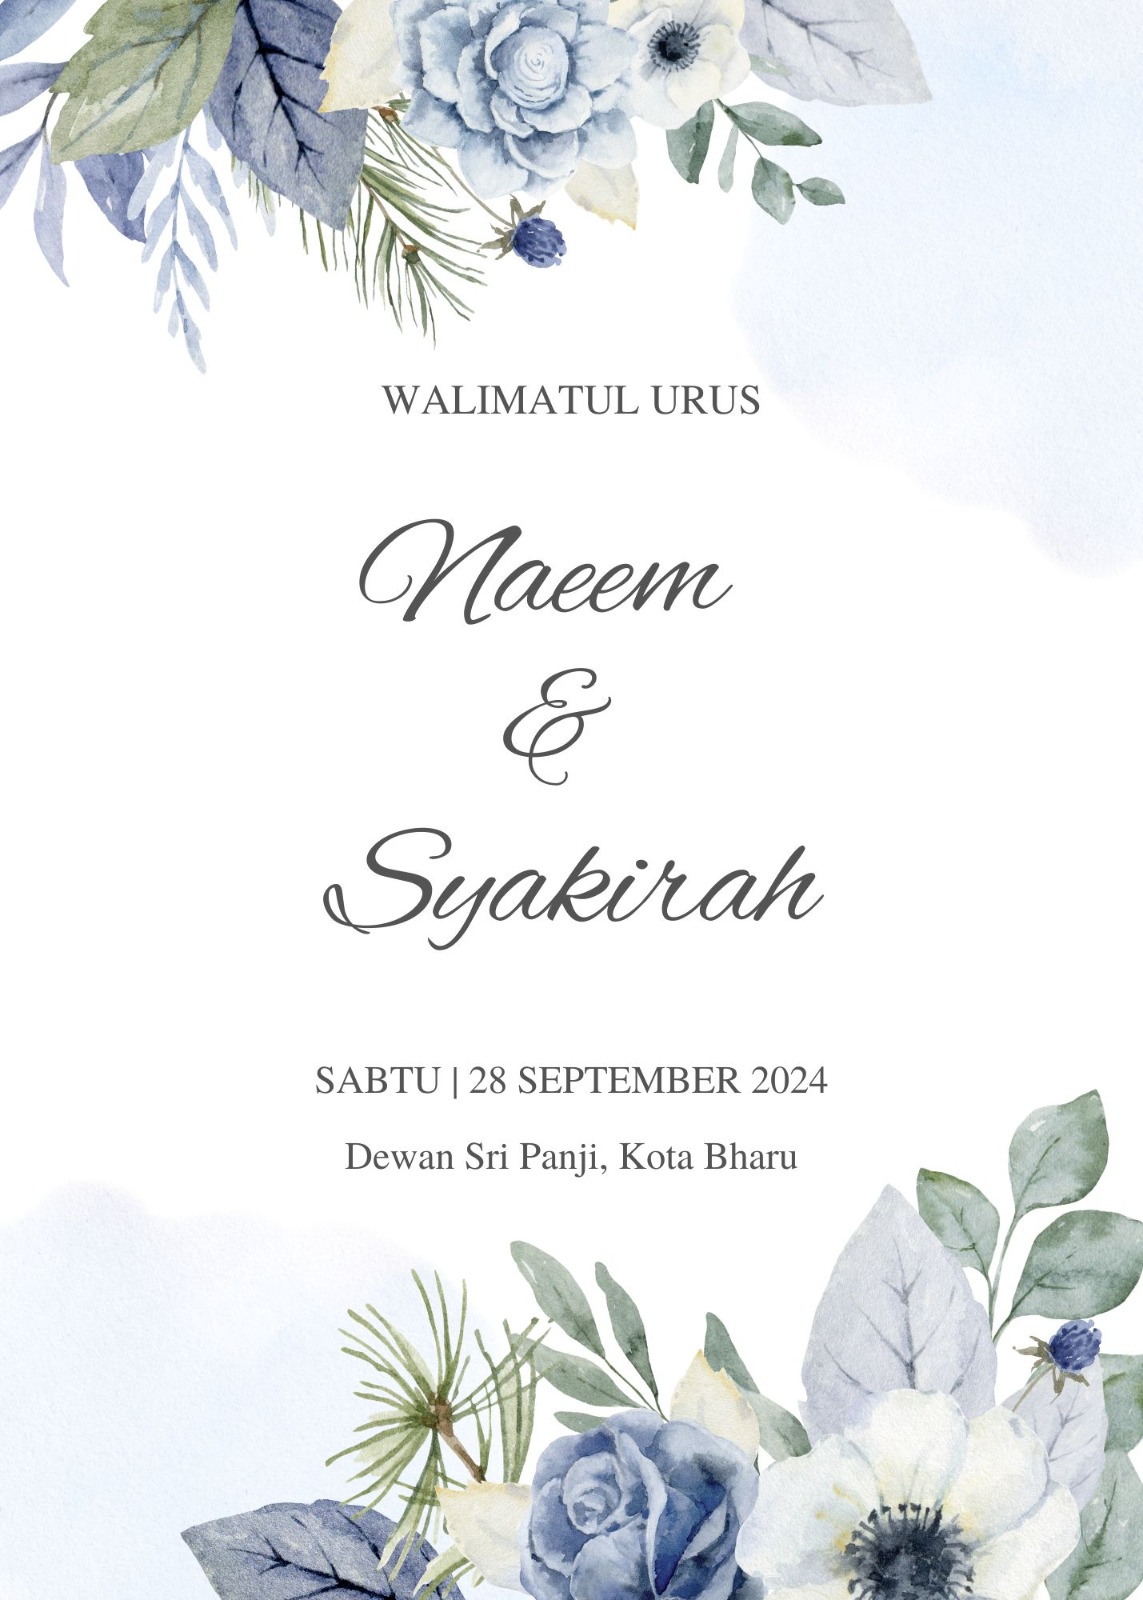 WALIMATUL URUS
Naeem
&
Syakirah
SABTU | 28 SEPTEMBER 2024
Dewan Sri Panji, Kota Bharu